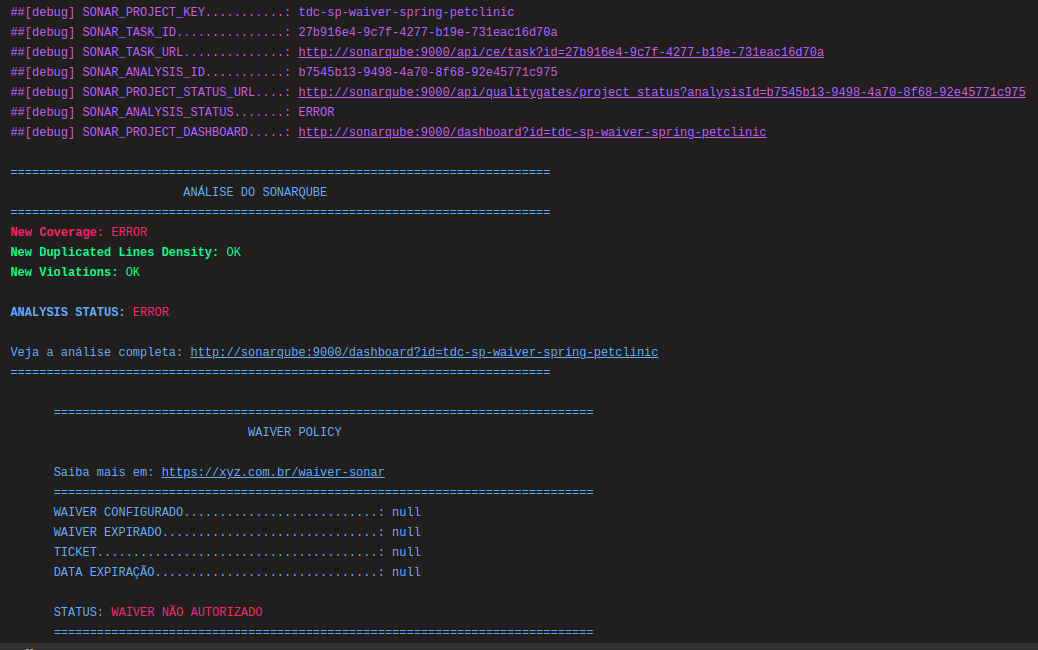 ##[debug] SONAR_PROJECT_KEY...........: tdc-sp-waiver-spring-petclinic
##[debug] SONAR_TASK_ID...............: 27b916e4-9c7f-4277-b19e-731eac16d70a
##[debug] SONAR_TASK_URL..............: http://sonarqube:9000/api/ce/task?id=27b916e4-9c7f-4277-b19e-731eac16d70a
##[debug] SONAR_ANALYSIS_ID...........: b7545b13-9498-4a70-8f68-92e45771c975
##[debug] SONAR_PROJECT_STATUS_URL....: http://sonarqube:9000/api/qualitygates/project_status?analysisId=b7545b13-9498-4a70-8f68-92e45771c975
##[debug] SONAR_ANALYSIS_STATUS.......: ERROR
##[debug] SONAR_PROJECT_DASHBOARD.....: http://sonarqube:9000/dashboard?id=tdc-sp-waiver-spring-petclinic
===========================================================================
ANÁLISE DO SONARQUBE
===========================================================================
New Coverage: ERROR
New Duplicated Lines Density: OK
New Violations: OK
ANALYSIS STATUS: ERROR
Veja a análise completa: http://sonarqube:9000/dashboard?id=tdc-sp-waiver-spring-petclinic
===========================================================================
===========================================================================
WAIVER POLICY
Saiba mais em: https://xyz.com.br/waiver-sonar
===========================================================================
WAIVER CONFIGURADO...........................: null
WAIVER EXPIRADO..............................: null
TICKET.......................................: null
DATA EXPIRAÇÃO...............................: null
STATUS: WAIVER NÃO AUTORIZADO
===========================================================================